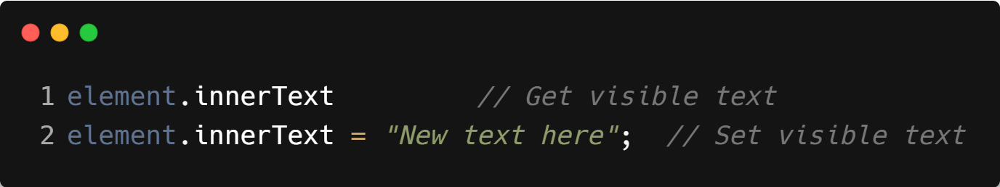 1 element.innerText          // Get visible text
2 element.innerText = "New text here";  // Set visible text